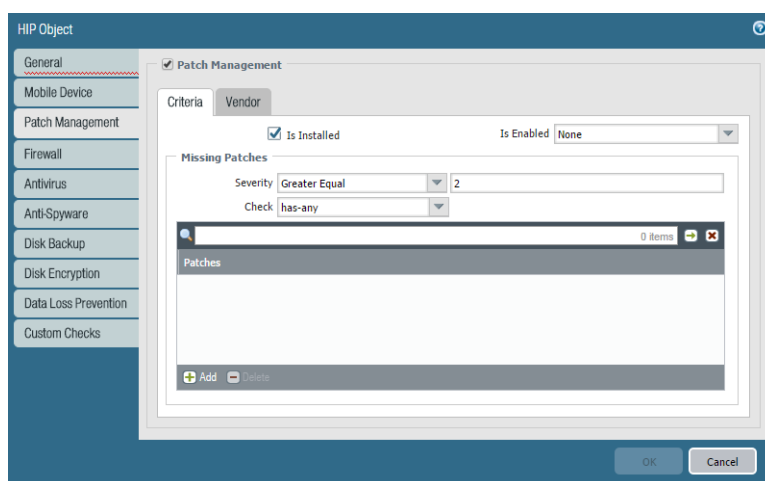 HIP Object
General
Mobile Device
Patch Management
Firewall
Antivirus
Anti-Spyware
Disk Backup
Disk Encryption
Data Loss Prevention
Custom Checks
Patch Management
Criteria Vendor
Is Installed Is Enabled None
Missing Patches
Severity Greater Equal 2
Check has-any
0 items
Patches
Add Delete
OK Cancel